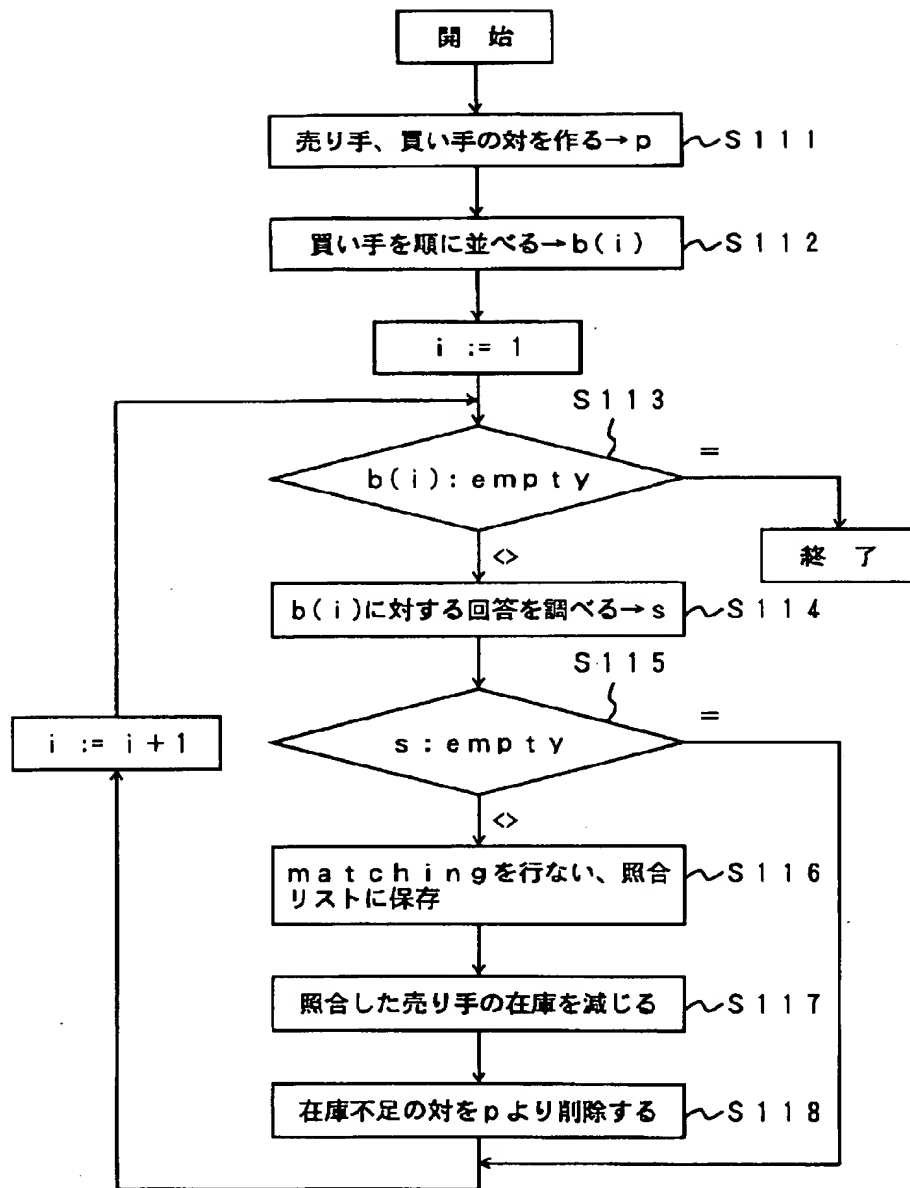 開 始
売り手、買い手の対を作る→p
S111
買い手を順に並べる→b(i)
S112
i := 1
S113
b(i):empty
=
<>
終 了
b(i)に対する回答を調べる→s
S114
S115
s:empty
=
<>
i := i+1
matchingを行ない、照合
リストに保存
S116
照合した売り手の在庫を減じる
S117
在庫不足の対をpより削除する
S118